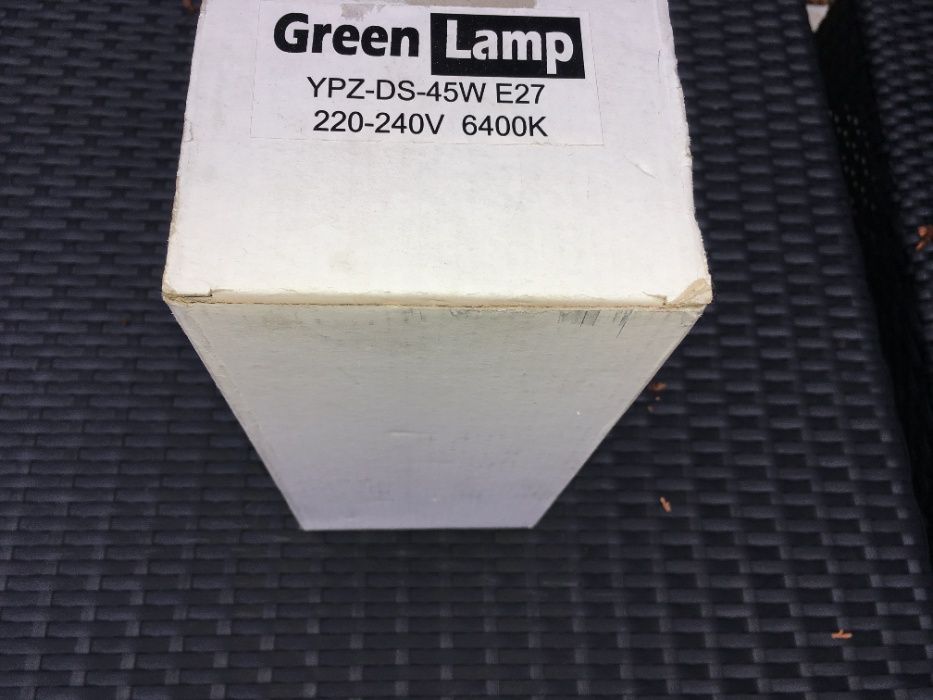 Green Lamp
YPZ-DS-45W E27
220-240V 6400K